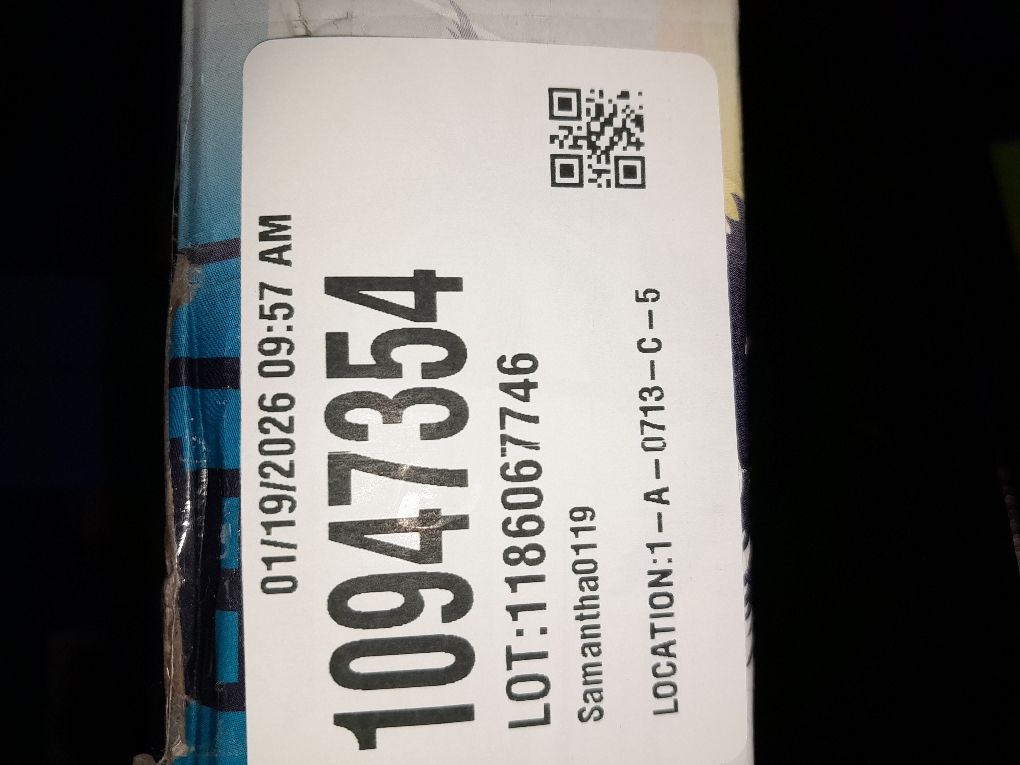 01/19/2026 09:57 AM
10947354
LOT:1186067746
Samantha0119
LOCATION:1-A-0713-C-5